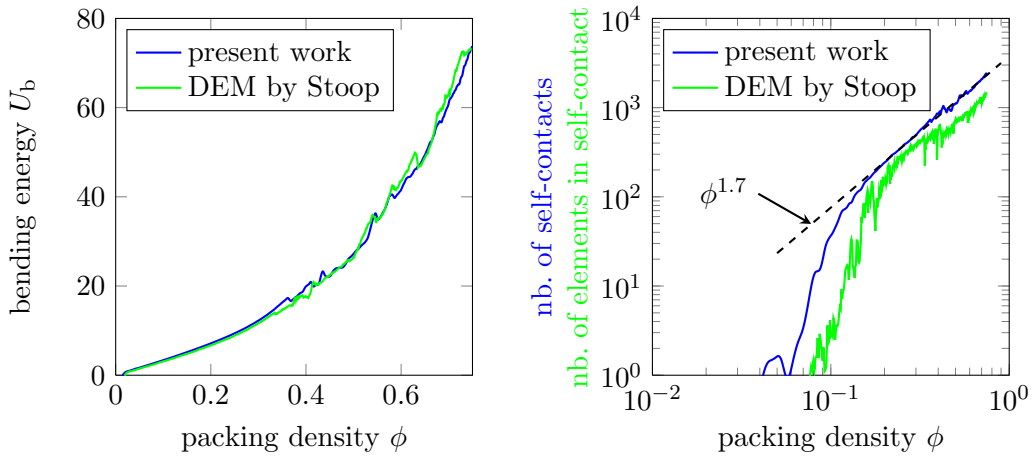 bending energy U_b
80
60
40
20
0
0
0.2
0.4
0.6
packing density ϕ
present work
DEM by Stoop
nb. of self-contacts
nb. of elements in self-contact
10^4
10^3
10^2
10^1
10^0
10^−2
10^−1
10^0
packing density ϕ
present work
DEM by Stoop
ϕ^1.7